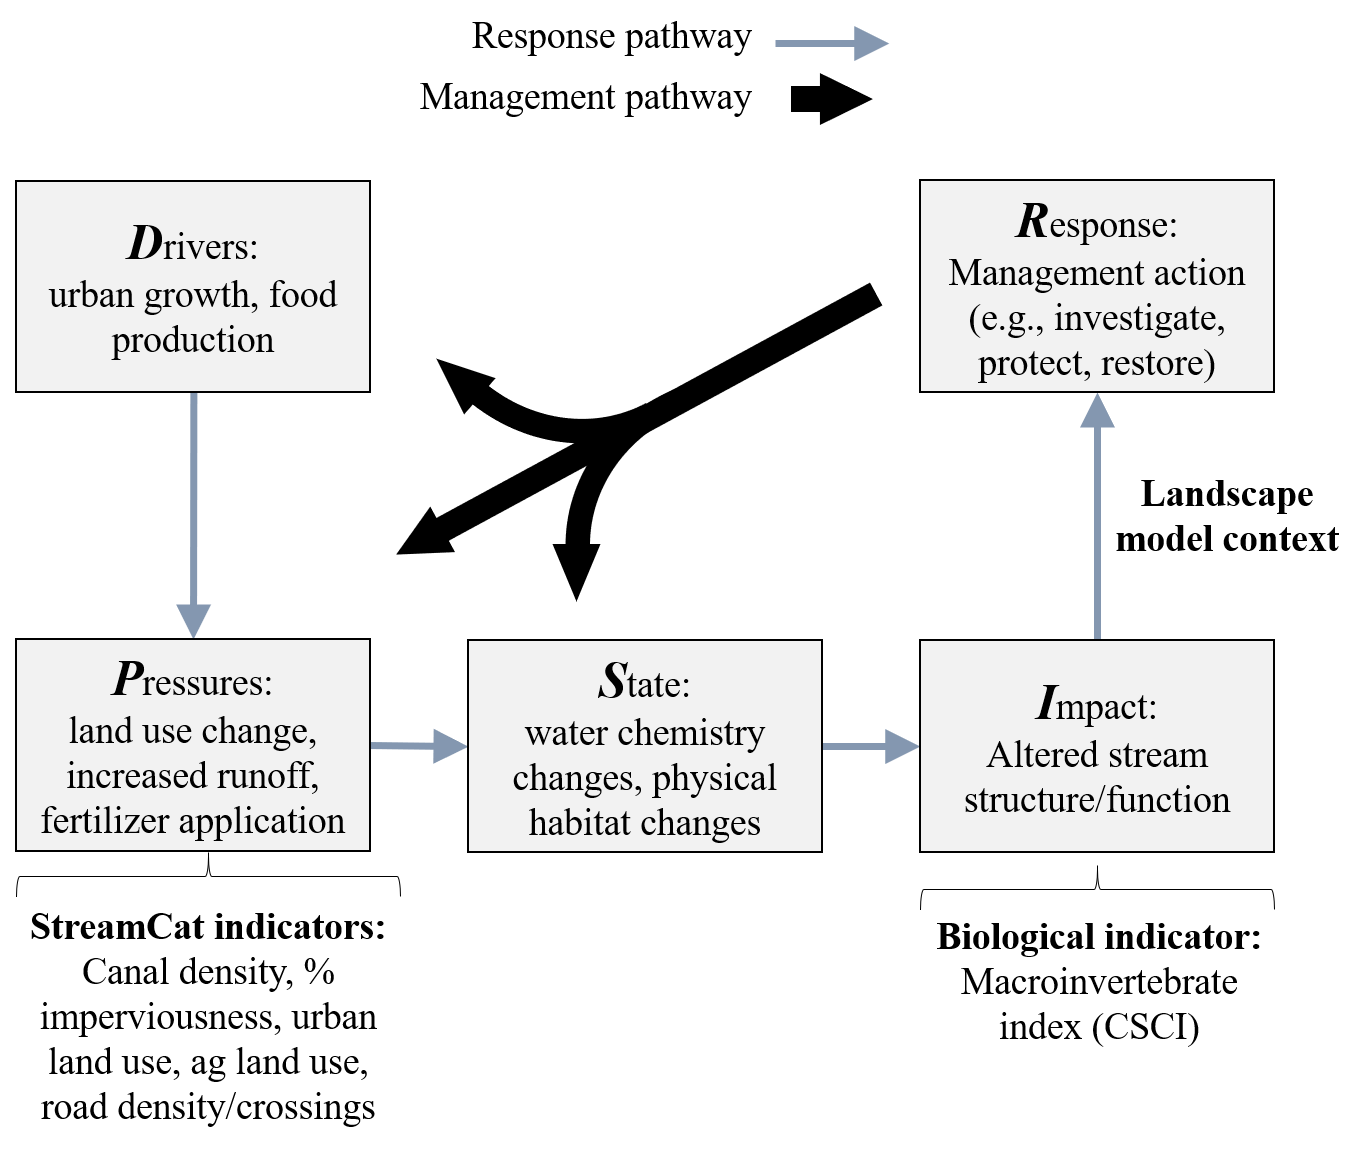 Response pathway
Management pathway
Drivers:
urban growth, food
production
Response:
Management action
(e.g., investigate,
protect, restore)
Landscape
model context
Pressures:
land use change,
increased runoff,
fertilizer application
State:
water chemistry
changes, physical
habitat changes
Impact:
Altered stream
structure/function
StreamCat indicators:
Canal density, %
imperviousness, urban
land use, ag land use,
road density/crossings
Biological indicator:
Macroinvertebrate
index (CSCI)